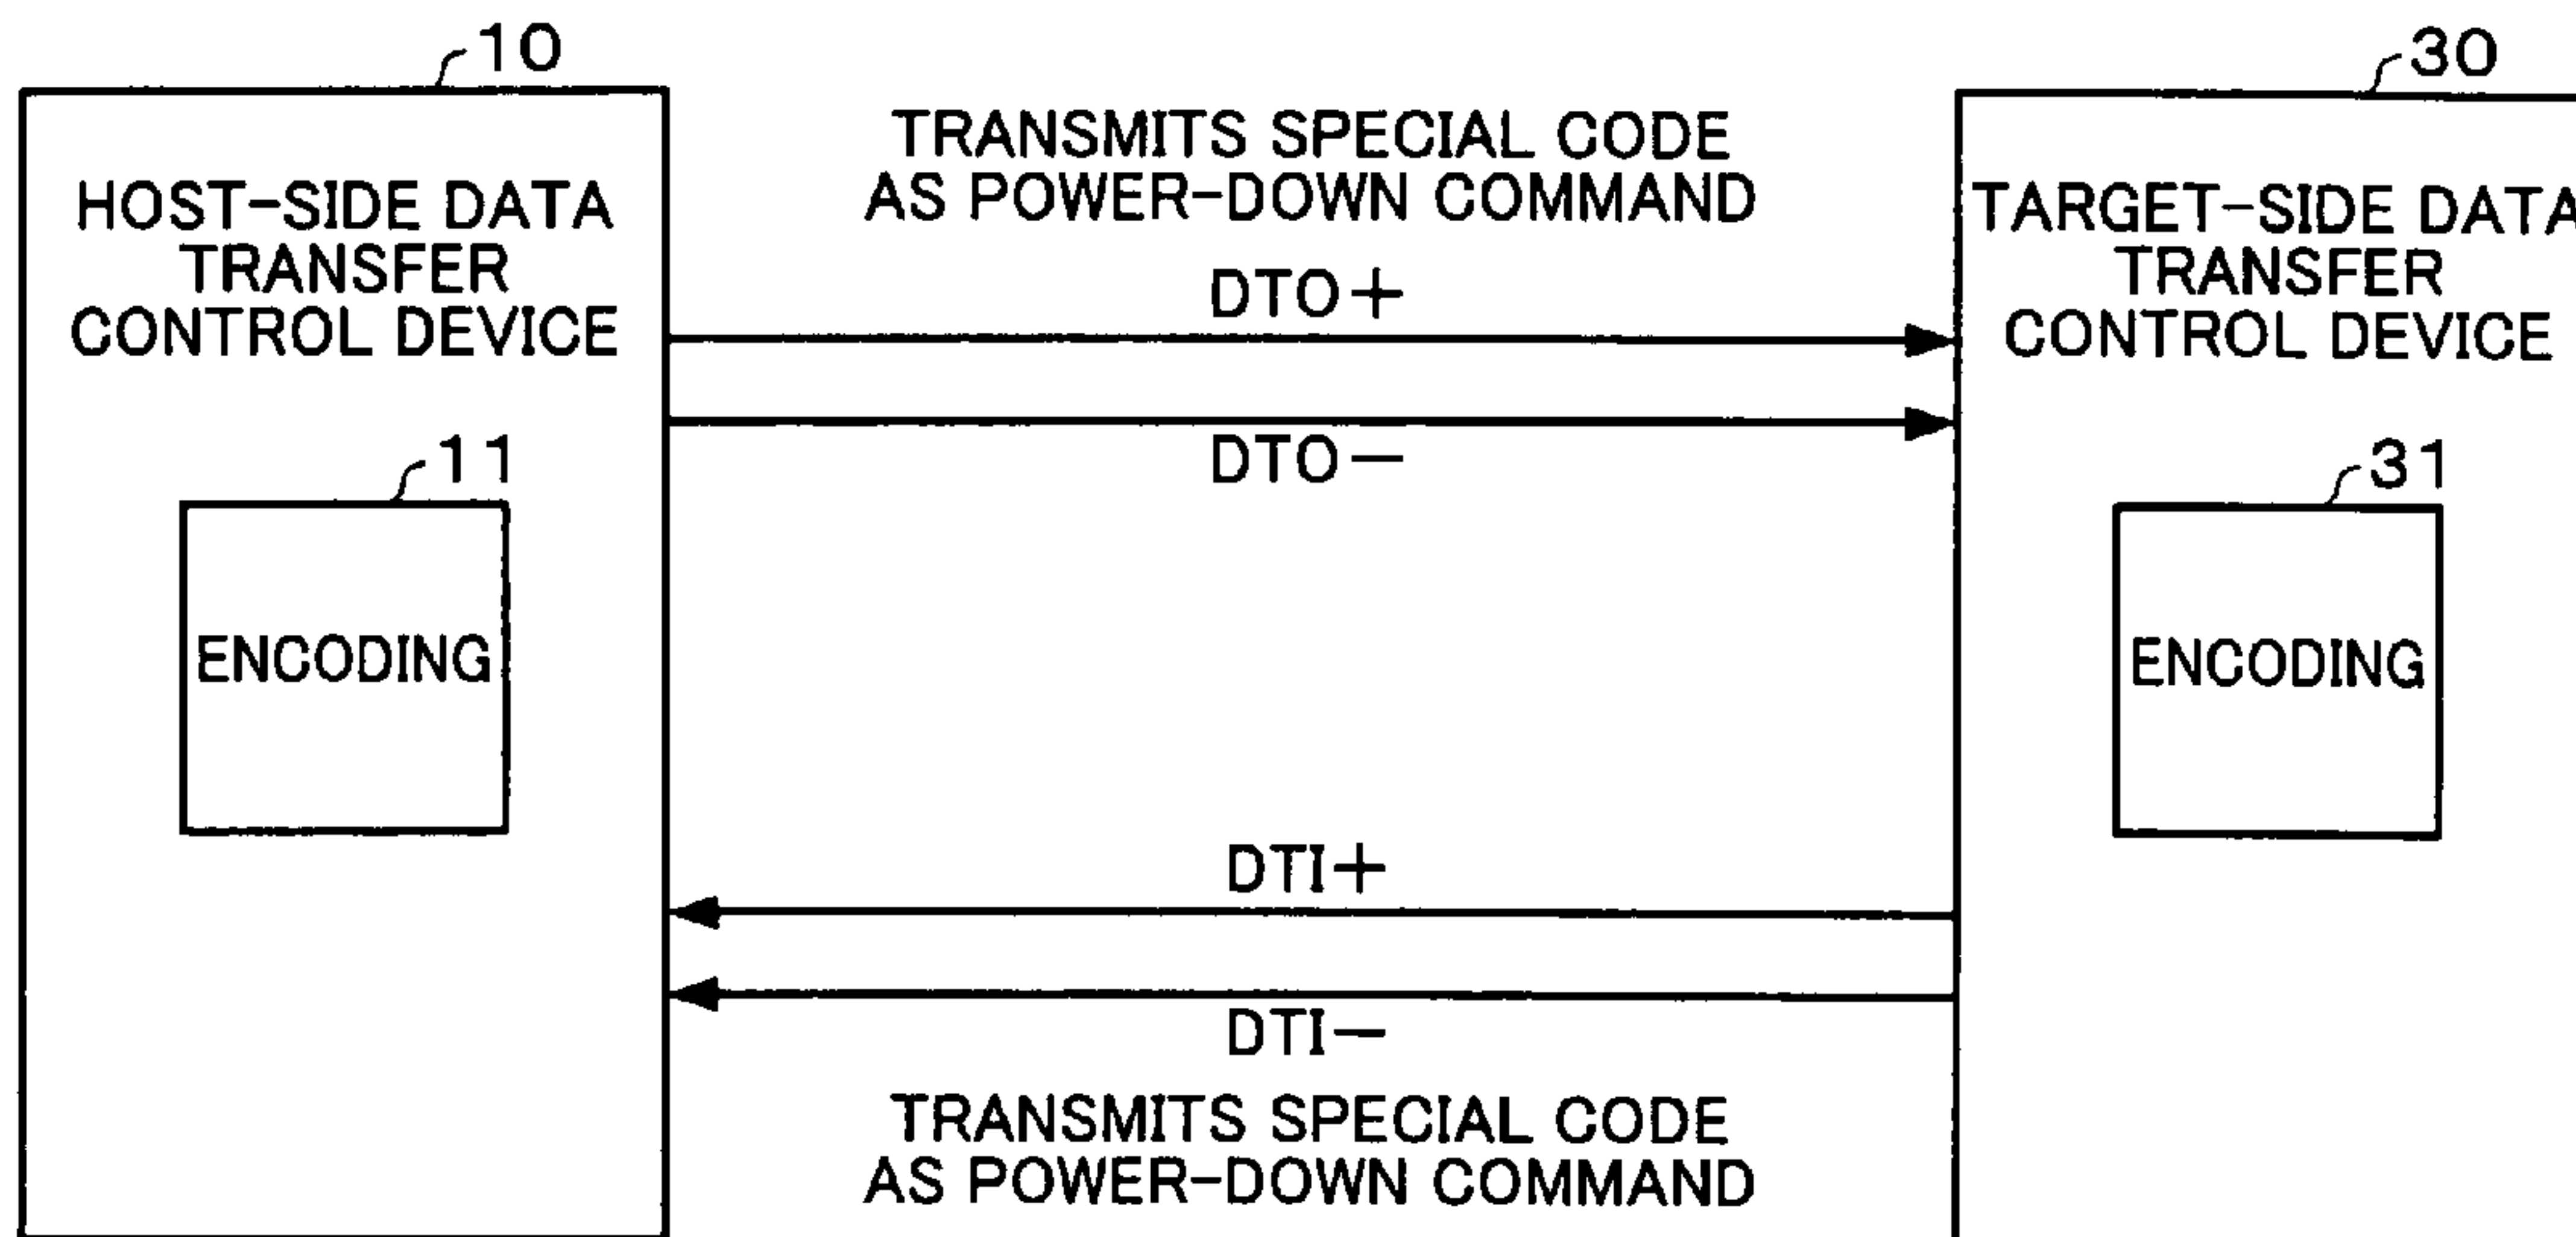 10
HOST-SIDE DATA
TRANSFER
CONTROL DEVICE
11
ENCODING
TRANSMITS SPECIAL CODE
AS POWER-DOWN COMMAND
DTO+
DTO−
DTI+
DTI−
TRANSMITS SPECIAL CODE
AS POWER-DOWN COMMAND
30
TARGET-SIDE DATA
TRANSFER
CONTROL DEVICE
31
ENCODING